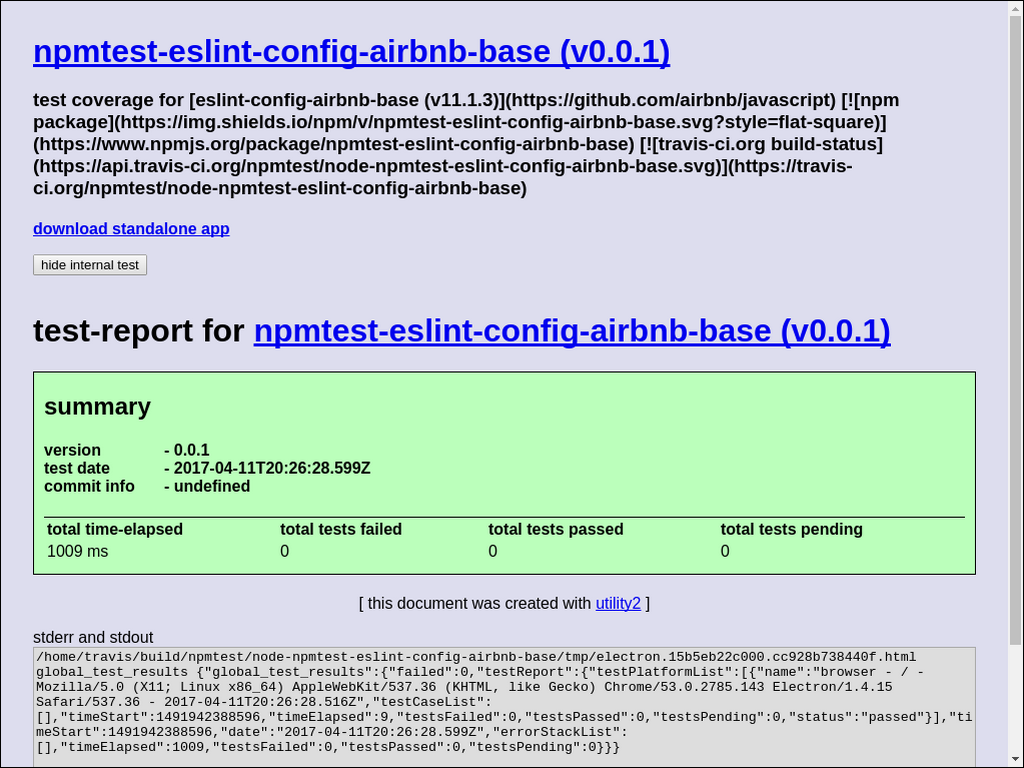 npmtest-eslint-config-airbnb-base (v0.0.1)
test coverage for [eslint-config-airbnb-base (v11.1.3)](https://github.com/airbnb/javascript) [![npm
package](https://img.shields.io/npm/v/npmtest-eslint-config-airbnb-base.svg?style=flat-square)]
(https://www.npmjs.org/package/npmtest-eslint-config-airbnb-base) [![travis-ci.org build-status]
(https://api.travis-ci.org/npmtest/node-npmtest-eslint-config-airbnb-base.svg)](https://travis-
ci.org/npmtest/node-npmtest-eslint-config-airbnb-base)
download standalone app
hide internal test
test-report for npmtest-eslint-config-airbnb-base (v0.0.1)
summary
version - 0.0.1
test date - 2017-04-11T20:26:28.599Z
commit info - undefined
total time-elapsed total tests failed total tests passed total tests pending
1009 ms 0 0 0
[ this document was created with utility2 ]
stderr and stdout
/home/travis/build/npmtest/node-npmtest-eslint-config-airbnb-base/tmp/electron.15b5eb22c000.cc928b738440f.html
global_test_results {"global_test_results":{"failed":0,"testReport":{"testPlatformList":[{"name":"browser - / -
Mozilla/5.0 (X11; Linux x86_64) AppleWebKit/537.36 (KHTML, like Gecko) Chrome/53.0.2785.143 Electron/1.4.15
Safari/537.36 - 2017-04-11T20:26:28.516Z","testCaseList":
[],"timeStart":1491942388596,"timeElapsed":9,"testsFailed":0,"testsPassed":0,"testsPending":0,"status":"passed"}],"ti
meStart":1491942388596,"date":"2017-04-11T20:26:28.599Z","errorStackList":
[],"timeElapsed":1009,"testsFailed":0,"testsPassed":0,"testsPending":0}}}